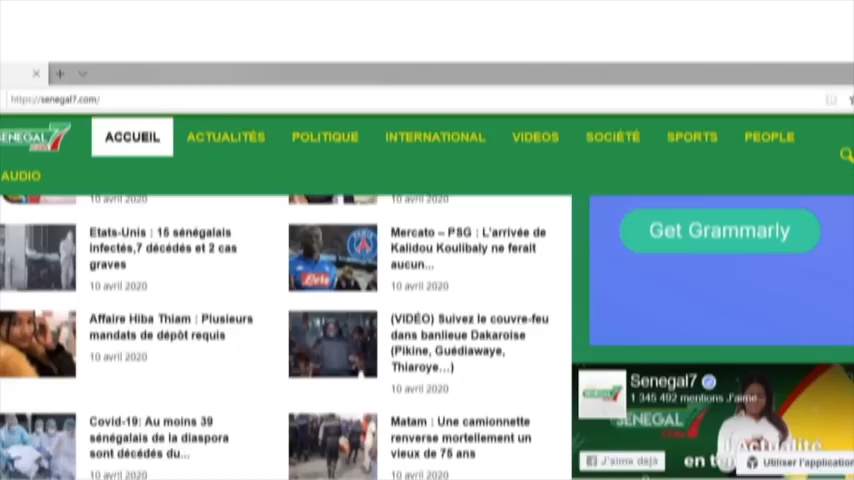 https://senegal7.com/
SENEGAL7
ACCUEIL
ACTUALITÉS
POLITIQUE
INTERNATIONAL
VIDEOS
SOCIÉTÉ
SPORTS
PEOPLE
AUDIO
10 avril 2020
10 avril 2020
Etats-Unis : 15 sénégalais
infectés,7 décédés et 2 cas
graves
10 avril 2020
Mercato – PSG : L'arrivée de
Kalidou Koulibaly ne ferait
aucun...
10 avril 2020
Affaire Hiba Thiam : Plusieurs
mandats de dépôt requis
10 avril 2020
(VIDÉO) Suivez le couvre-feu
dans banlieue Dakaroise
(Pikine, Guédiawaye,
Thiaroye...)
10 avril 2020
Covid-19: Au moins 39
sénégalais de la diaspora
sont décédés du...
10 avril 2020
Matam : Une camionnette
renverse mortellement un
vieux de 75 ans
10 avril 2020
Get Grammarly
Senegal7
1 345 492 mentions J'aime
SENEGAL7
.COM
l'Actualité
en
J'aime déjà
Utiliser l'application